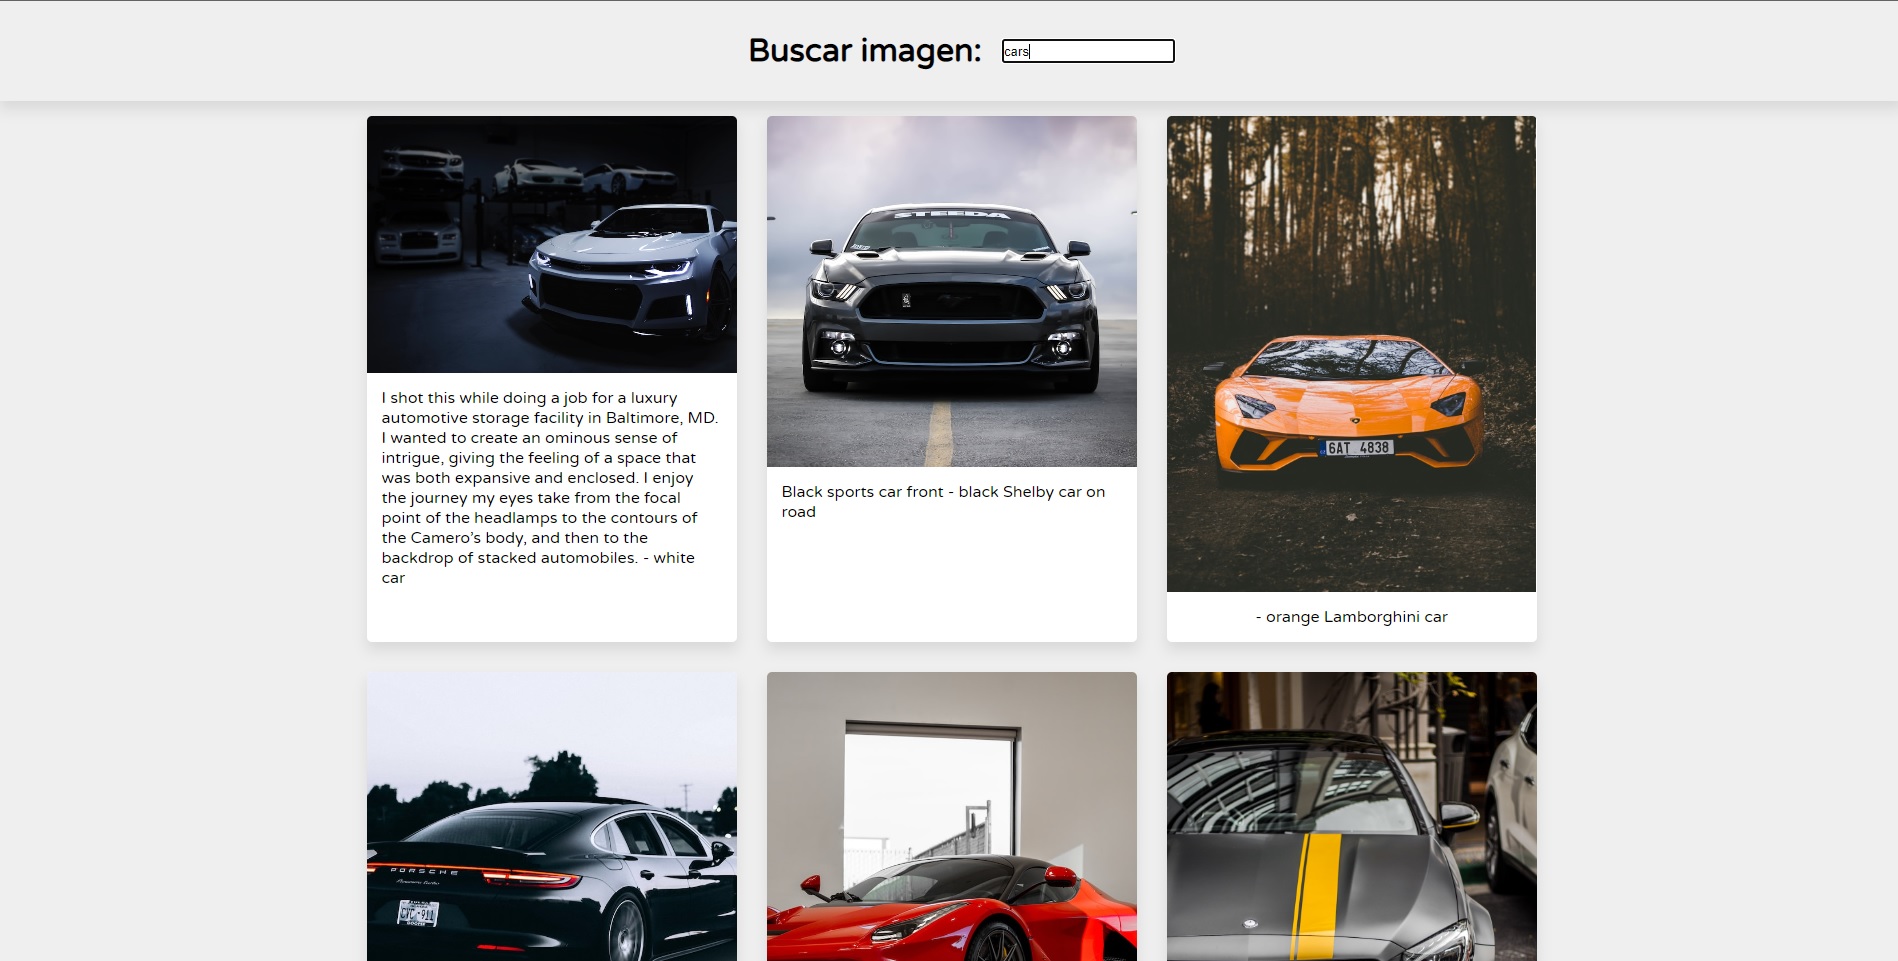 Buscar imagen: cars
STEEDA
6AT 4838
I shot this while doing a job for a luxury
automotive storage facility in Baltimore, MD.
I wanted to create an ominous sense of
intrigue, giving the feeling of a space that
was both expansive and enclosed. I enjoy
the journey my eyes take from the focal
point of the headlamps to the contours of
the Camero’s body, and then to the
backdrop of stacked automobiles. - white
car
Black sports car front - black Shelby car on
road
- orange Lamborghini car
PORSCHE
Panamera turbo
CVC-911